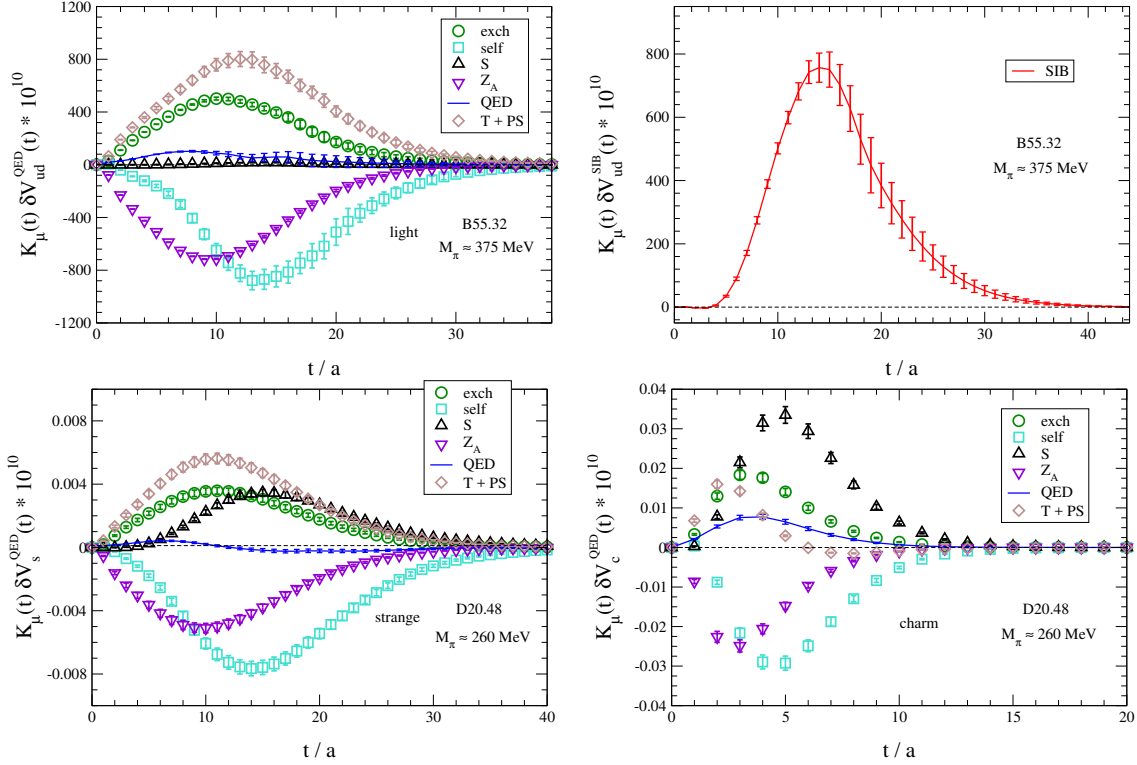 K_μ(t) δV_ud^QED(t) * 10^10
1200
800
400
0
-400
-800
-1200
exch
self
S
Z_A
QED
T + PS
light
B55.32
M_π ≈ 375 MeV
0
10
20
30
t / a
K_μ(t) δV_ud^SIB(t) * 10^10
800
600
400
200
0
SIB
B55.32
M_π ≈ 375 MeV
0
10
20
30
40
t / a
K_μ(t) δV_s^QED(t) * 10^10
0.008
0.004
0.000
-0.004
-0.008
exch
self
S
Z_A
QED
T + PS
strange
D20.48
M_π ≈ 260 MeV
0
10
20
30
40
t / a
K_μ(t) δV_c^QED(t) * 10^10
0.04
0.03
0.02
0.01
0.00
-0.01
-0.02
-0.03
-0.04
exch
self
S
Z_A
QED
T + PS
charm
D20.48
M_π ≈ 260 MeV
0
5
10
15
20
t / a